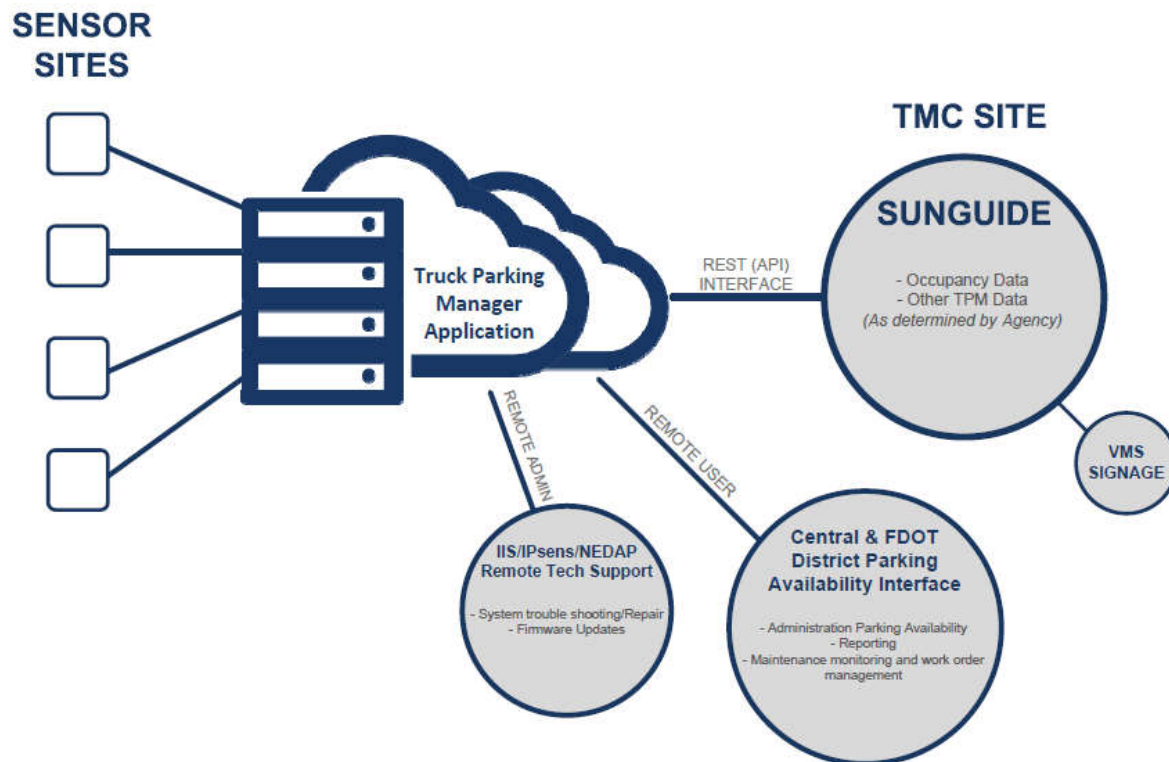 SENSOR
SITES
TMC SITE
SUNGUIDE
- Occupancy Data
- Other TPM Data
(As determined by Agency)
REST (API)
INTERFACE
Truck Parking
Manager
Application
REMOTE ADMIN
REMOTE USER
VMS
SIGNAGE
IIS/IPsens/NEDAP
Remote Tech Support
- System trouble shooting/Repair
- Firmware Updates
Central & FDOT
District Parking
Availability Interface
- Administration Parking Availability
- Reporting
- Maintenance monitoring and work order
management